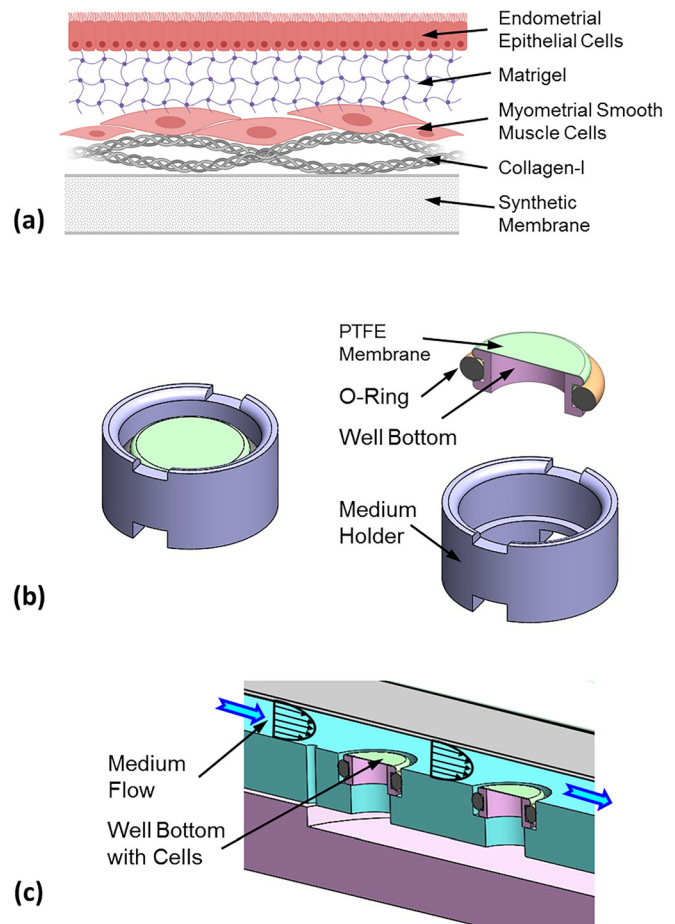 Endometrial
Epithelial Cells
Matrigel
Myometrial Smooth
Muscle Cells
Collagen-I
Synthetic
Membrane
(a)
PTFE
Membrane
O-Ring
Well Bottom
Medium
Holder
(b)
Medium
Flow
Well Bottom
with Cells
(c)